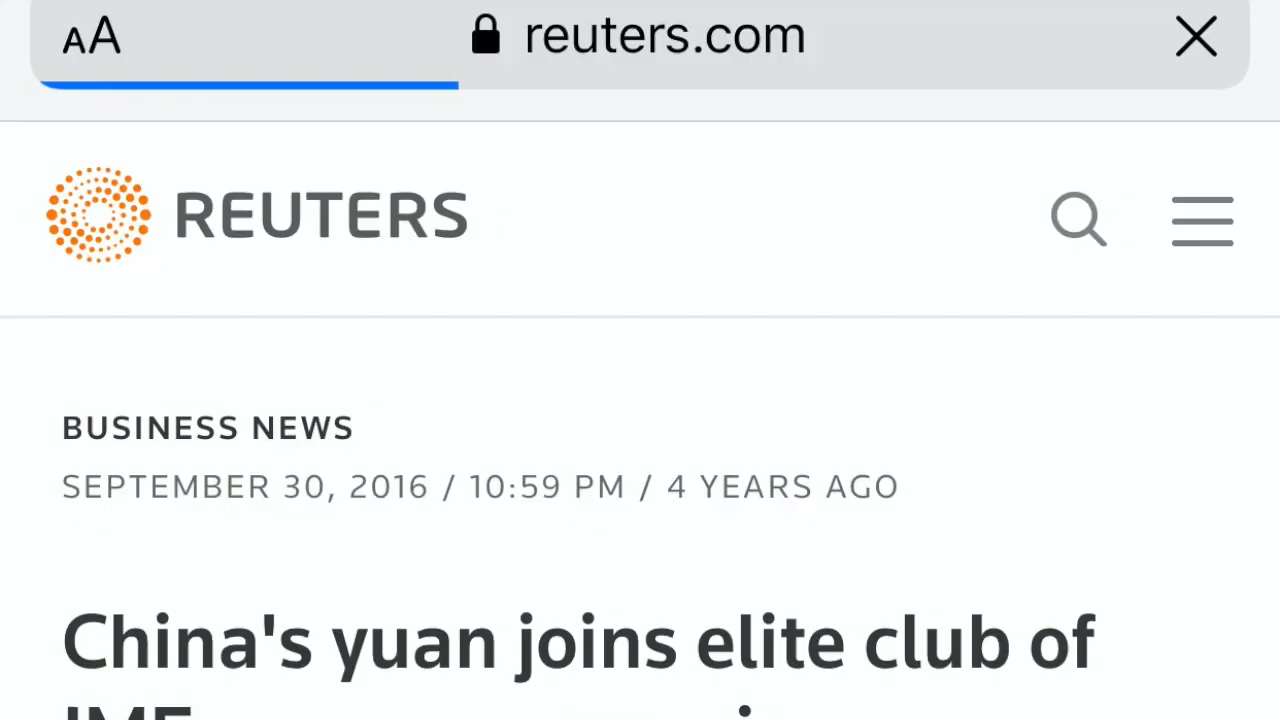 AA reuters.com
REUTERS
BUSINESS NEWS
SEPTEMBER 30, 2016 / 10:59 PM / 4 YEARS AGO
China's yuan joins elite club of